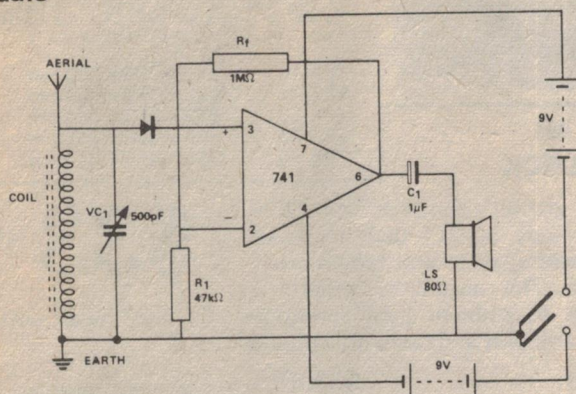 AERIAL
Rf
1MΩ
3
+
7
9V
COIL
VC1
500pF
741
6
C1
1µF
–
2
4
R1
47kΩ
LS
80Ω
EARTH
9V